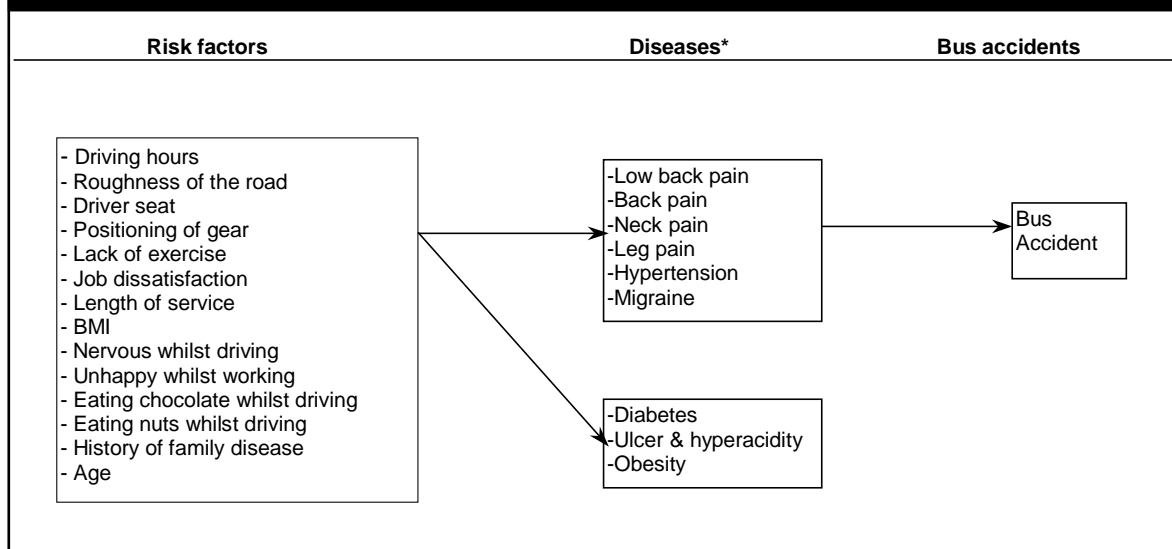 Risk factors
Diseases*
Bus accidents
- Driving hours
- Roughness of the road
- Driver seat
- Positioning of gear
- Lack of exercise
- Job dissatisfaction
- Length of service
- BMI
- Nervous whilst driving
- Unhappy whilst working
- Eating chocolate whilst driving
- Eating nuts whilst driving
- History of family disease
- Age
-Low back pain
-Back pain
-Neck pain
-Leg pain
-Hypertension
-Migraine
-Diabetes
-Ulcer & hyperacidity
-Obesity
Bus
Accident